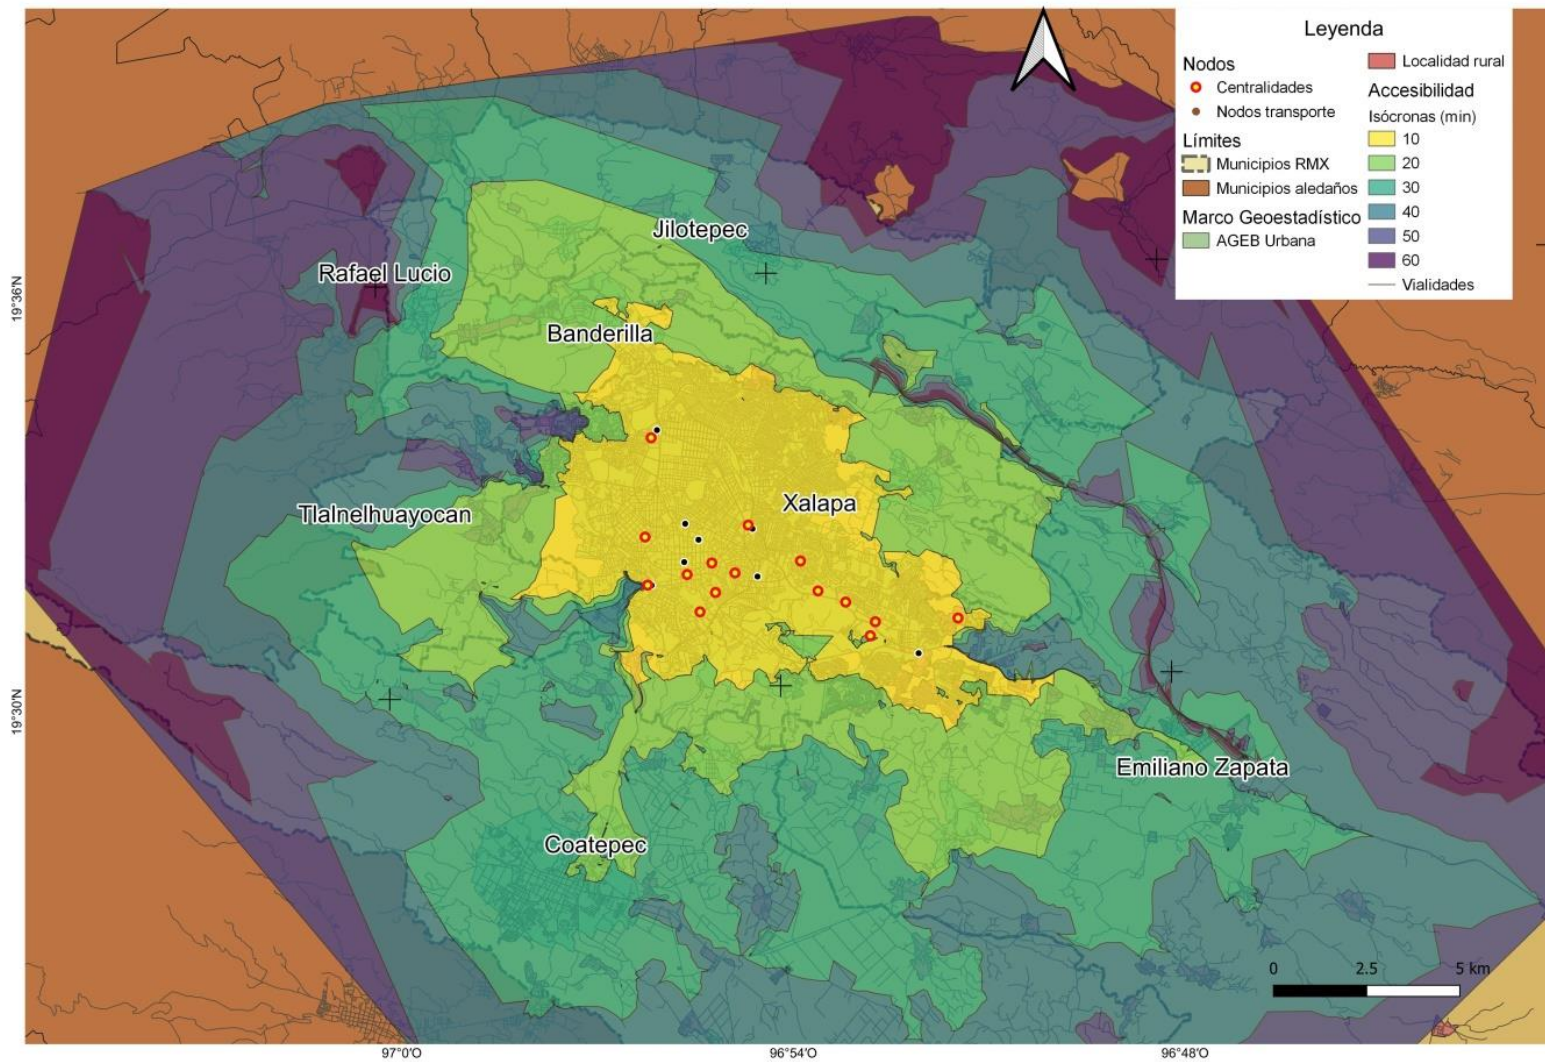 Leyenda
Nodos
Centralidades
Nodos transporte
Límites
Municipios RMX
Municipios aledaños
Marco Geoestadístico
AGEB Urbana
Localidad rural
Accesibilidad
Isócronas (min)
10
20
30
40
50
60
Vialidades
Jilotepec
Rafael Lucio
Banderilla
Xalapa
Tlalnelhuayocan
Emiliano Zapata
Coatepec
19°36'N
19°30'N
0 2.5 5 km
97°0'O 96°54'O 96°48'O